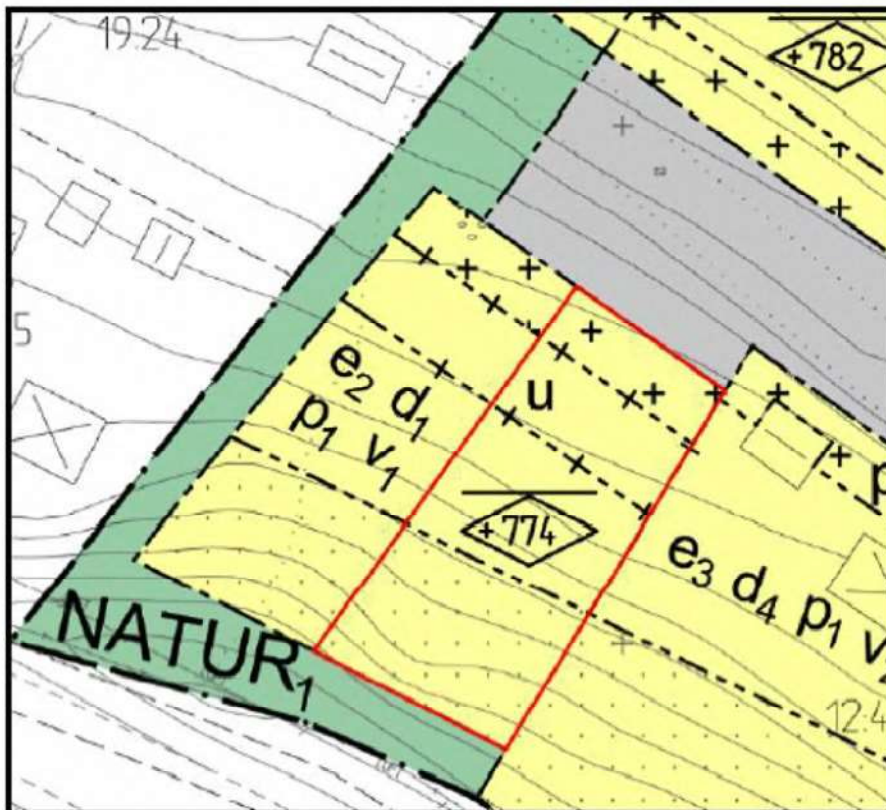 19:24
+782
5
e₂ d₁
p₁ v₁
u
+774
e₃ d₄ p₁ v
p
NATUR₁
12:4